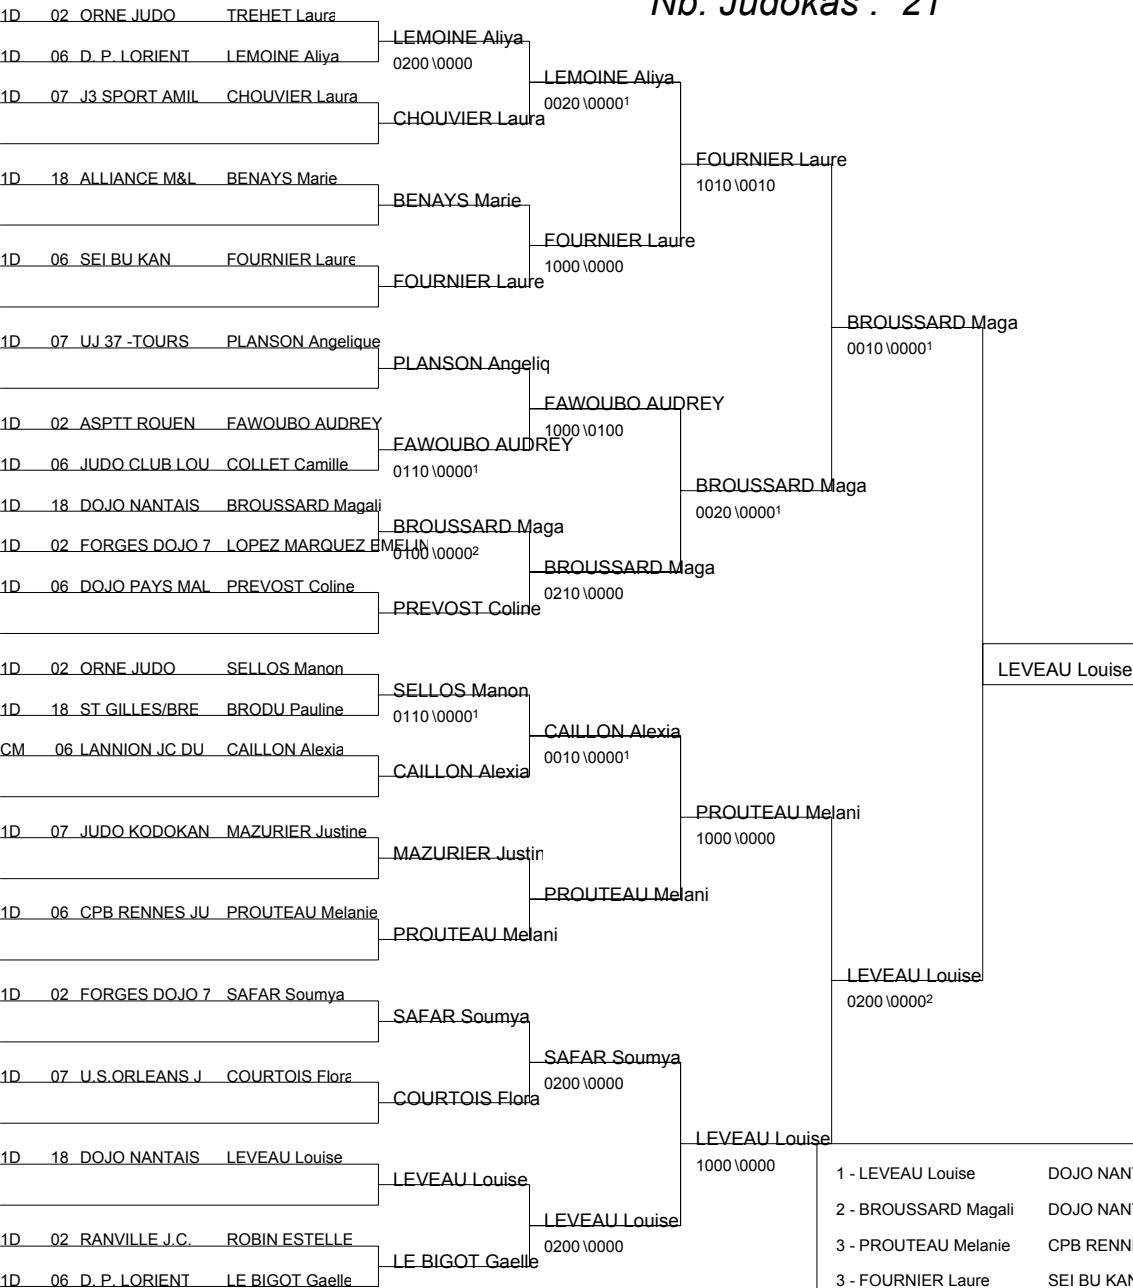 Nb. Judokas : 21
1D 02 ORNE JUDO TREHET Laura
LEMOINE Aliya
1D 06 D. P. LORIENT LEMOINE Aliya
0200 \0000
LEMOINE Aliya
1D 07 J3 SPORT AMIL CHOUVIER Laura
0020 \0000¹
CHOUVIER Laura
FOURNIER Laure
1D 18 ALLIANCE M&L BENAYS Marie
1010 \0010
BENAYS Marie
FOURNIER Laure
1D 06 SEI BU KAN FOURNIER Laure
1000 \0000
FOURNIER Laure
BROUSSARD Maga
1D 07 UJ 37 -TOURS PLANSON Angelique
0010 \0000¹
PLANSON Angeliq
FAWOUBO AUDREY
1D 02 ASPTT ROUEN FAWOUBO AUDREY
1000 \0100
FAWOUBO AUDREY
1D 06 JUDO CLUB LOU COLLET Camille
0110 \0000¹
BROUSSARD Maga
1D 18 DOJO NANTAIS BROUSSARD Magali
0020 \0000¹
BROUSSARD Maga
1D 02 FORGES DOJO 7 LOPEZ MARQUEZ EMELIN
0100 \0000²
BROUSSARD Maga
1D 06 DOJO PAYS MAL PREVOST Coline
0210 \0000
PREVOST Coline
1D 02 ORNE JUDO SELLOS Manon
LEVEAU Louise
SELLOS Manon
1D 18 ST GILLES/BRE BRODU Pauline
0110 \0000¹
CAILLON Alexia
CM 06 LANNION JC DU CAILLON Alexia
0010 \0000¹
CAILLON Alexia
PROUTEAU Melani
1D 07 JUDO KODOKAN MAZURIER Justine
1000 \0000
MAZURIER Justin
PROUTEAU Melani
1D 06 CPB RENNES JU PROUTEAU Melanie
PROUTEAU Melani
LEVEAU Louise
1D 02 FORGES DOJO 7 SAFAR Soumya
0200 \0000²
SAFAR Soumya
SAFAR Soumya
1D 07 U.S.ORLEANS J COURTOIS Flora
0200 \0000
COURTOIS Flora
LEVEAU Louise
1D 18 DOJO NANTAIS LEVEAU Louise
1000 \0000
LEVEAU Louise
LEVEAU Louise
1D 02 RANVILLE J.C. ROBIN ESTELLE
0200 \0000
LE BIGOT Gaelle
1D 06 D. P. LORIENT LE BIGOT Gaelle
1 - LEVEAU Louise DOJO NAN
2 - BROUSSARD Magali DOJO NAN
3 - PROUTEAU Melanie CPB RENN
3 - FOURNIER Laure SEI BU KAN